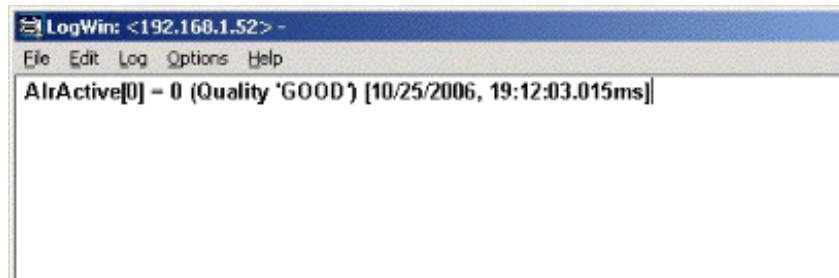 LogWin: <192.168.1.52> -
File Edit Log Options Help
AlrActive[0] = 0 (Quality 'GOOD') [10/25/2006, 19:12:03.015ms]